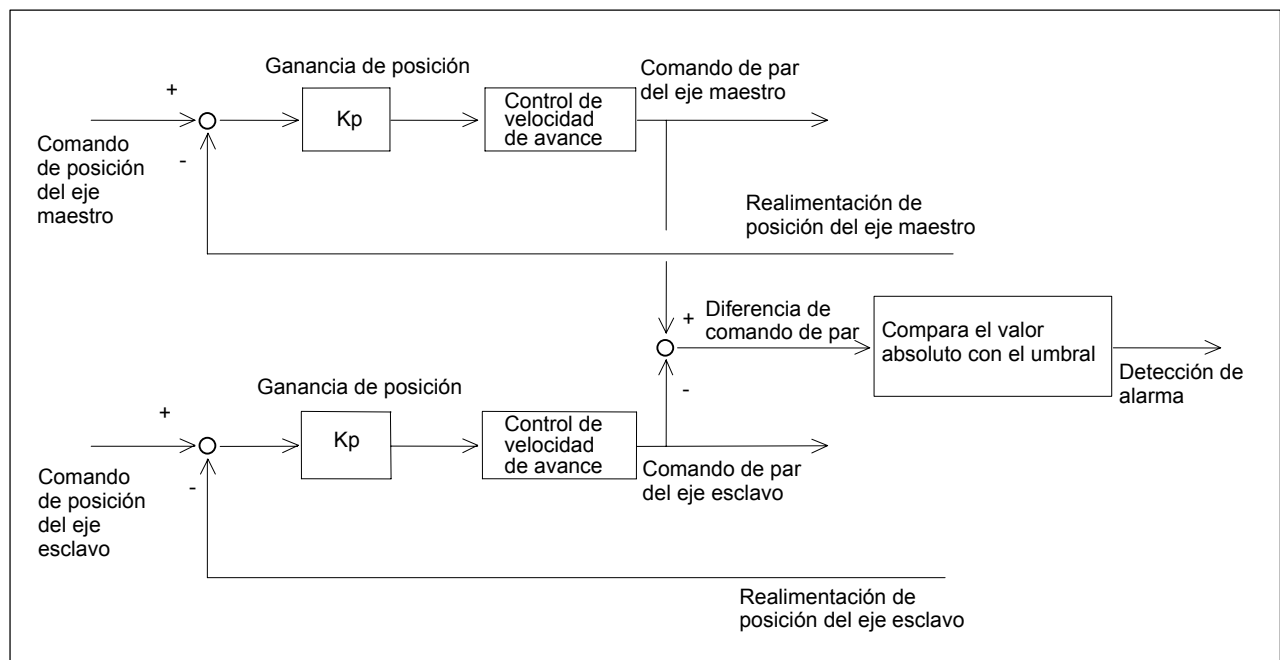 Ganancia de posición
Comando de par
del eje maestro
+
Kp
Control de
velocidad
de avance
Comando
de posición
del eje
maestro
-
Realimentación de
posición del eje maestro
+
Diferencia de
comando de par
Compara el valor
absoluto con el umbral
Detección de
alarma
-
Ganancia de posición
+
Kp
Control de
velocidad
de avance
Comando de par
del eje esclavo
Comando
de posición
del eje
esclavo
-
Realimentación de
posición del eje esclavo